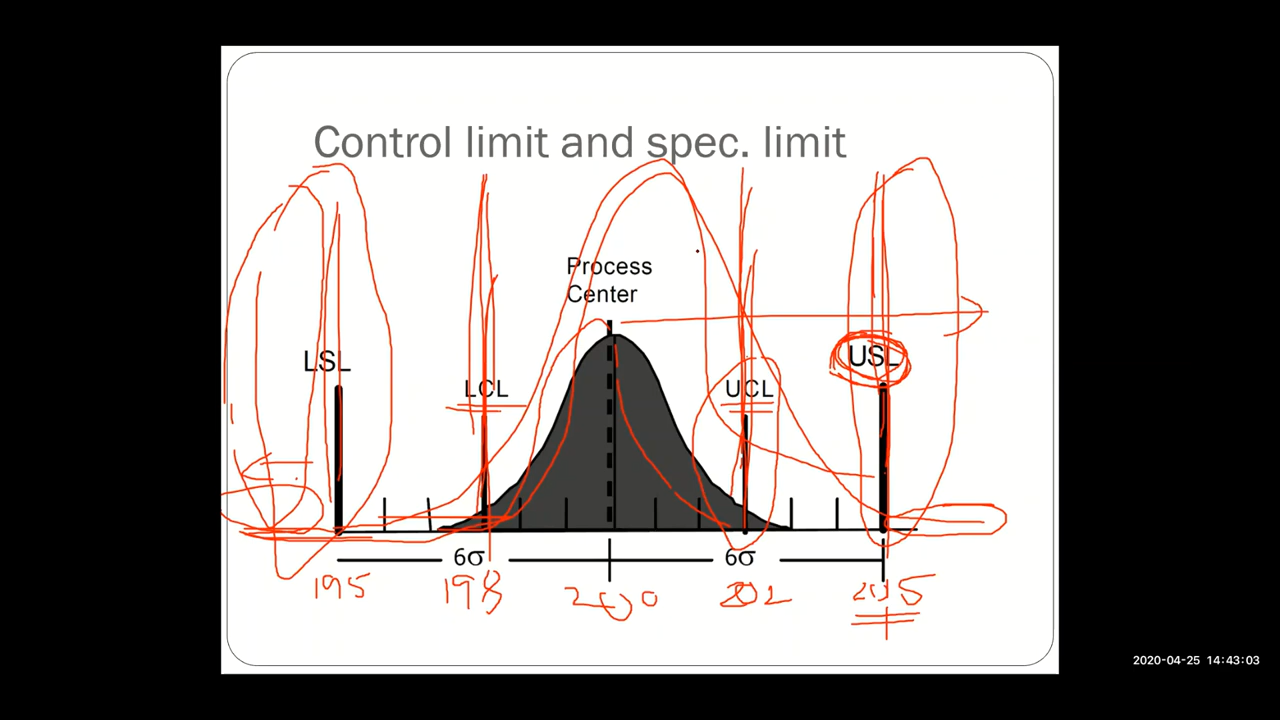 Control limit and spec. limit
Process
Center
LSL
USL
LCL
UCL
6σ
6σ
195
198
200
202
205
2020-04-25 14:43:03